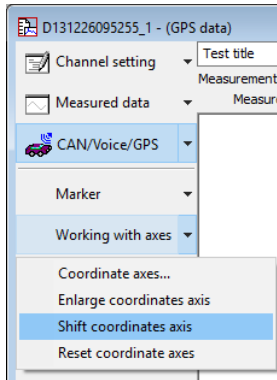 D131226095255_1 - (GPS data)
Channel setting
Test title
Measurement
Measured data
Measur
CAN/Voice/GPS
Marker
Working with axes
Coordinate axes...
Enlarge coordinates axis
Shift coordinates axis
Reset coordinate axes